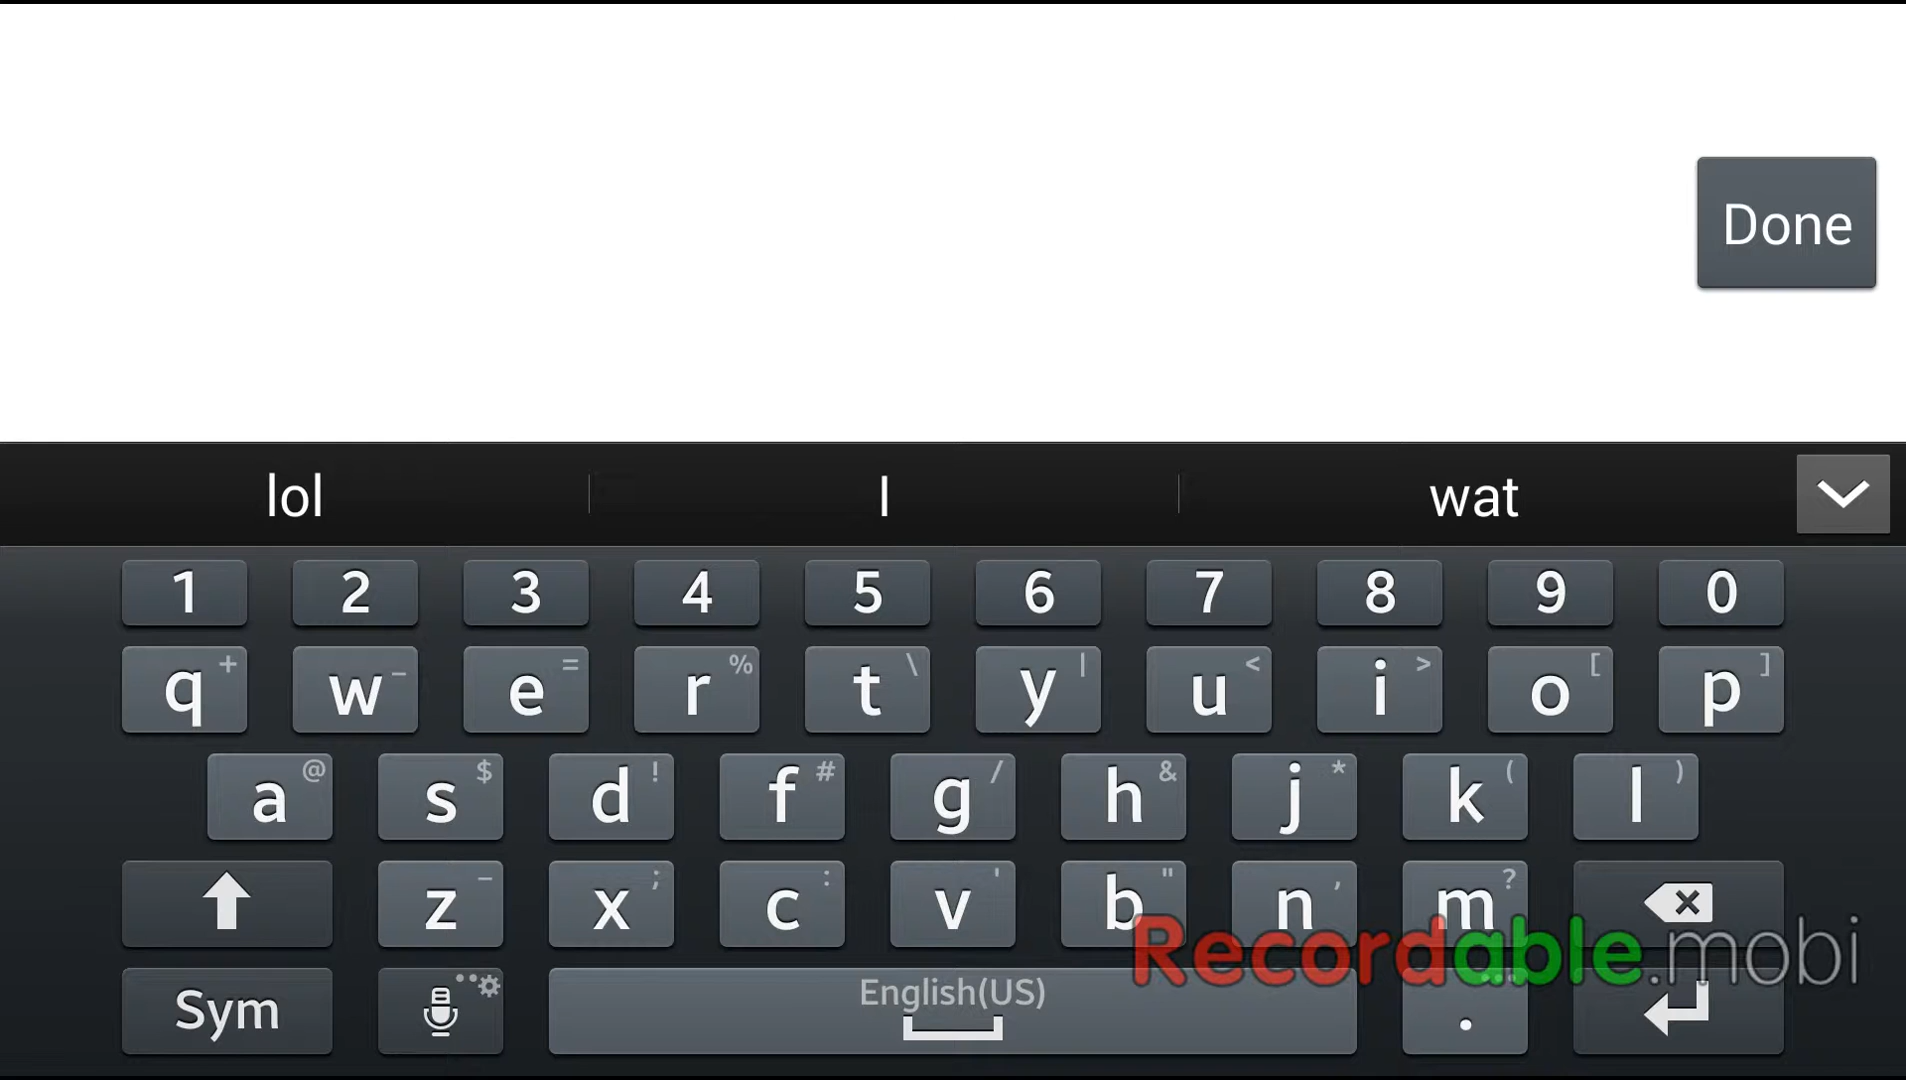 Done
lol I wat
1 2 3 4 5 6 7 8 9 0
q + w _ e = r % t \ y | u < i > o [ p ]
a @ s $ d ! f # g / h & j * k ( l )
z - x ; c : v ' b " n , m ?
Recordable.mobi
Sym English(US) .